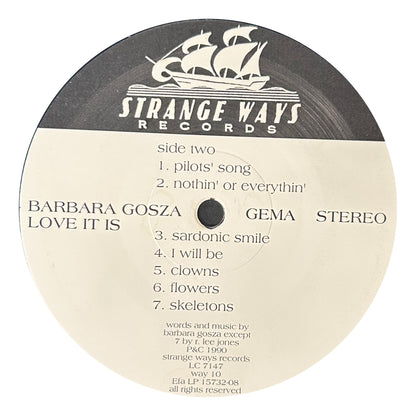 STRANGE WAYS
RECORDS
side two
1. pilots' song
2. nothin' or everythin'
BARBARA GOSZA GEMA STEREO
LOVE IT IS
3. sardonic smile
4. I will be
5. clowns
6. flowers
7. skeletons
words and music by
barbara gosza except
7 by r. lee jones
P&C 1990
strange ways records
LC 7147
way 10
Efa LP 15732-08
all rights reserved